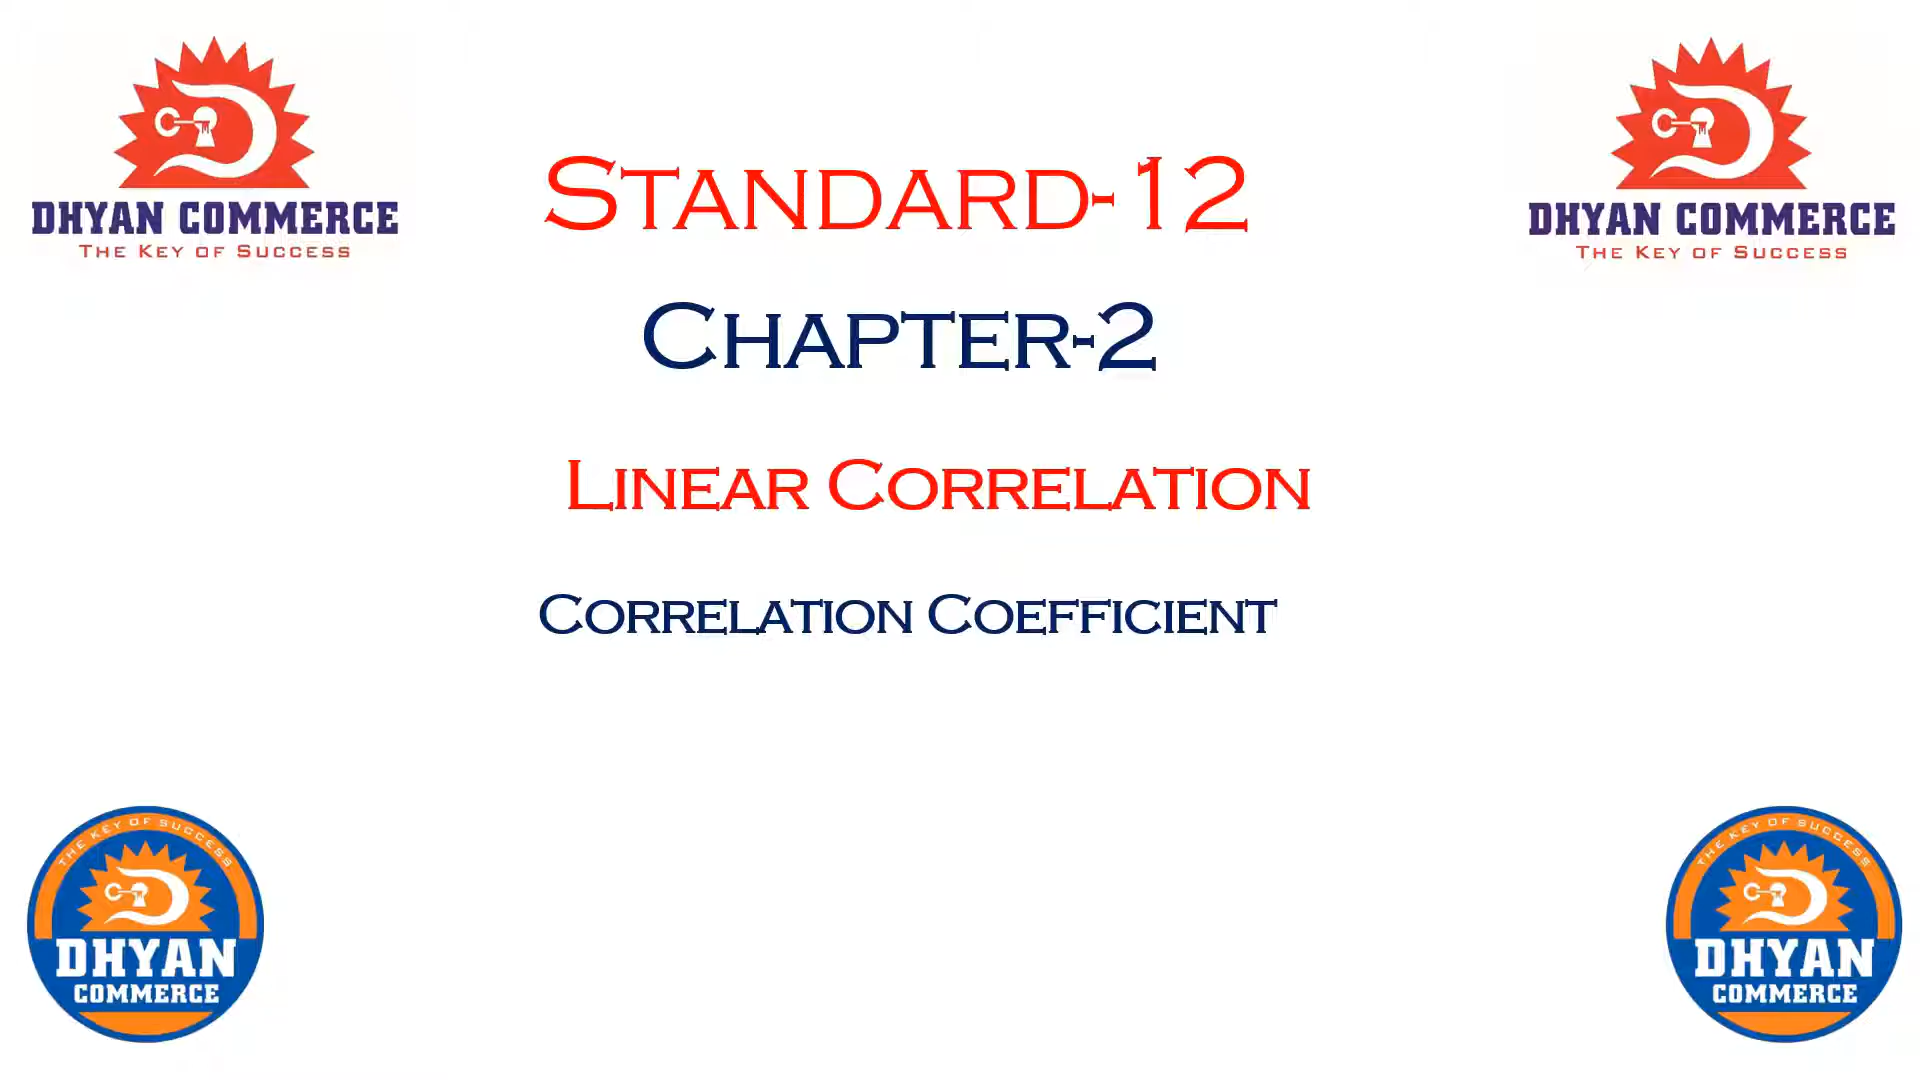 DHYAN COMMERCE
THE KEY OF SUCCESS
DHYAN COMMERCE
THE KEY OF SUCCESS
STANDARD-12
CHAPTER-2
LINEAR CORRELATION
CORRELATION COEFFICIENT
THE KEY OF SUCCESS
DHYAN
COMMERCE
THE KEY OF SUCCESS
DHYAN
COMMERCE